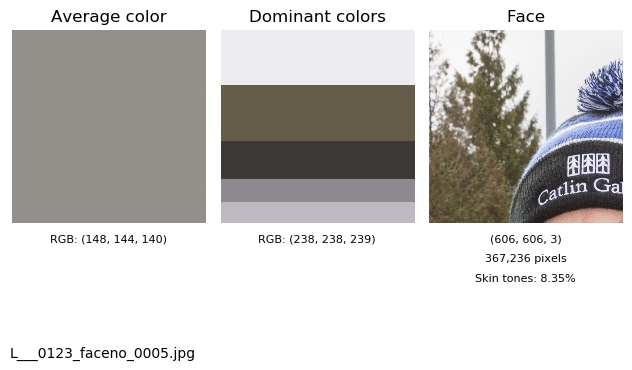 Average color
Dominant colors
Face
Catlin Ga
RGB: (148, 144, 140)
RGB: (238, 238, 239)
(606, 606, 3)
367,236 pixels
Skin tones: 8.35%
L___0123_faceno_0005.jpg